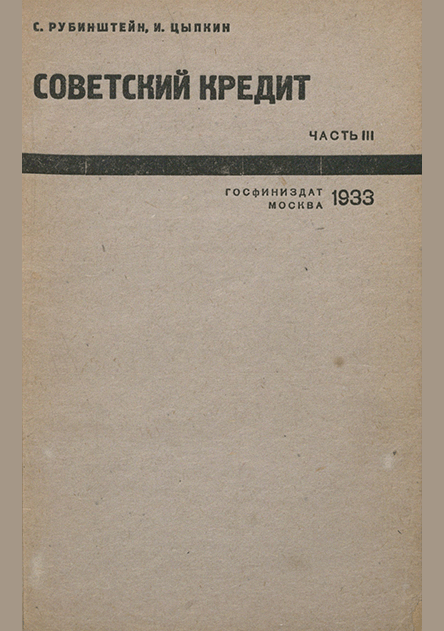 С. РУБИНШТЕЙН, И. ЦЫПКИН
СОВЕТСКИЙ КРЕДИТ
ЧАСТЬ III
ГОСФИНИЗДАТ
МОСКВА 1933